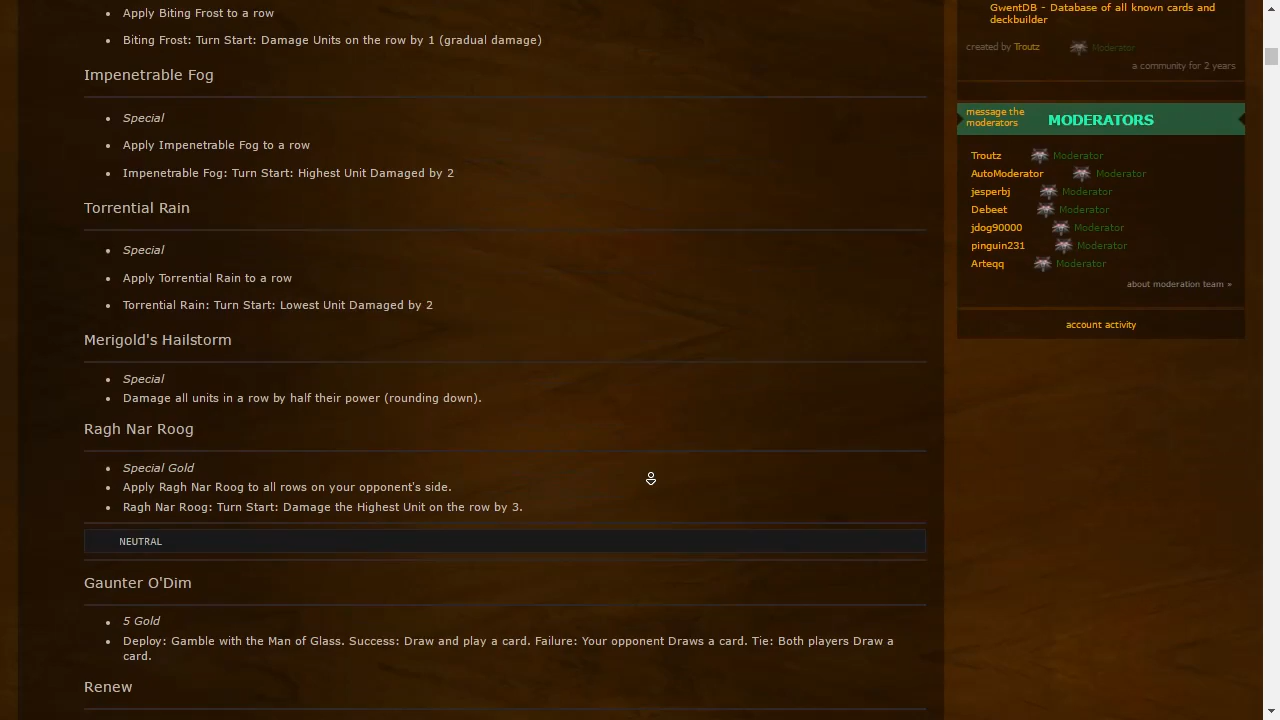 Apply Biting Frost to a row
Biting Frost: Turn Start: Damage Units on the row by 1 (gradual damage)
Impenetrable Fog
Special
Apply Impenetrable Fog to a row
Impenetrable Fog: Turn Start: Highest Unit Damaged by 2
Torrential Rain
Special
Apply Torrential Rain to a row
Torrential Rain: Turn Start: Lowest Unit Damaged by 2
Merigold's Hailstorm
Special
Damage all units in a row by half their power (rounding down).
Ragh Nar Roog
Special Gold
Apply Ragh Nar Roog to all rows on your opponent's side.
Ragh Nar Roog: Turn Start: Damage the Highest Unit on the row by 3.
NEUTRAL
Gaunter O'Dim
5 Gold
Deploy: Gamble with the Man of Glass. Success: Draw and play a card. Failure: Your opponent Draws a card. Tie: Both players Draw a
card.
Renew
GwentDB - Database of all known cards and
deckbuilder
created by Troutz Moderator
a community for 2 years
message the
moderators
MODERATORS
Troutz Moderator
AutoModerator Moderator
jesperbj Moderator
Debeet Moderator
jdog90000 Moderator
pinguin231 Moderator
Arteqq Moderator
about moderation team »
account activity